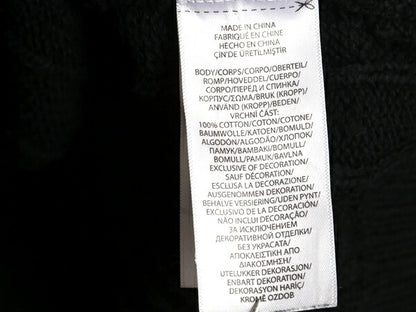 MADE IN CHINA
FABRIQUÉ EN CHINE
HECHO EN CHINA
ÇİN'DE ÜRETİLMİŞTİR
BODY/CORPS/CORPO/OBERTEIL/
ROMP/HOVEDDEL/CUERPO/
CORPO/ПЕРЕД И СПИНКА/
КОРПУС/ΣΩΜΑ/BRUK (KROPP)/
ANVÄND (KROPP)/BEDEN/
VRCHNÍ ČÁST:
100% COTTON/COTON/COTONE/
BAUMWOLLE/KATOEN/BOMULD/
ALGODÓN/ALGODÃO/ХЛОПОК/
ПАМУК/ΒΑΜΒΑΚΙ/BOMULL/
BOMULL/PAMUK/BAVLNA
EXCLUSIVE OF DECORATION/
SAUF DÉCORATION/
ESCLUSA LA DECORAZIONE/
AUSGENOMMEN DEKORATION/
BEHALVE VERSIERING/UDEN PYNT/
EXCLUSIVO DE LA DECORACIÓN/
NÃO INCLUI DECORAÇÃO/
ЗА ИСКЛЮЧЕНИЕМ
ДЕКОРАТИВНОЙ ОТДЕЛКИ/
БЕЗ УКРАСАТА/
ΑΠΟΚΛΕΙΣΤΙΚΗ ΑΠΟ
ΔΙΑΚΟΣΜΗΣΗ/
UTELUKKER DEKORASJON/
ENBART DEKORATION/
DEKORASYON HARİÇ/
KROMĚ OZDOB